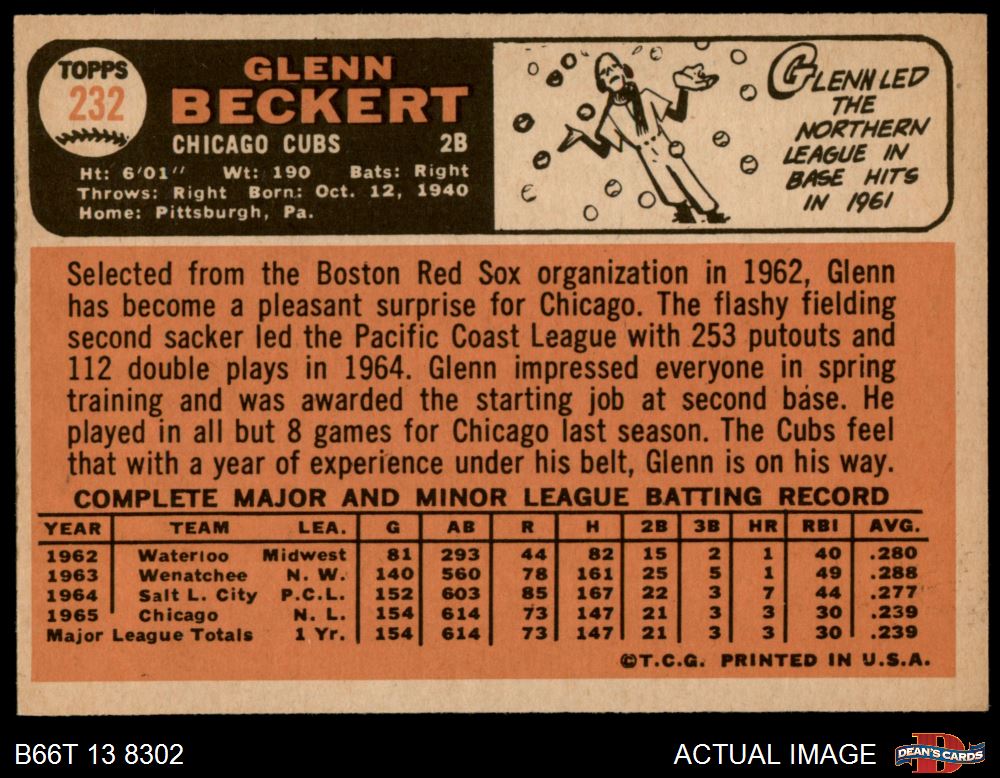 TOPPS
232
GLENN
BECKERT
CHICAGO CUBS 2B
Ht: 6'01" Wt: 190 Bats: Right
Throws: Right Born: Oct. 12, 1940
Home: Pittsburgh, Pa.
GLENN LED
THE
NORTHERN
LEAGUE IN
BASE HITS
IN 1961
Selected from the Boston Red Sox organization in 1962, Glenn
has become a pleasant surprise for Chicago. The flashy fielding
second sacker led the Pacific Coast League with 253 putouts and
112 double plays in 1964. Glenn impressed everyone in spring
training and was awarded the starting job at second base. He
played in all but 8 games for Chicago last season. The Cubs feel
that with a year of experience under his belt, Glenn is on his way.
COMPLETE MAJOR AND MINOR LEAGUE BATTING RECORD
YEAR TEAM LEA. G AB R H 2B 3B HR RBI AVG.
1962 Waterloo Midwest 81 293 44 82 15 2 1 40 .280
1963 Wenatchee N. W. 140 560 78 161 25 5 1 49 .288
1964 Salt L. City P.C.L. 152 603 85 167 22 3 7 44 .277
1965 Chicago N. L. 154 614 73 147 21 3 3 30 .239
Major League Totals 1 Yr. 154 614 73 147 21 3 3 30 .239
©T.C.G. PRINTED IN U.S.A.
B66T 13 8302
ACTUAL IMAGE
D
DEAN'S CARDS